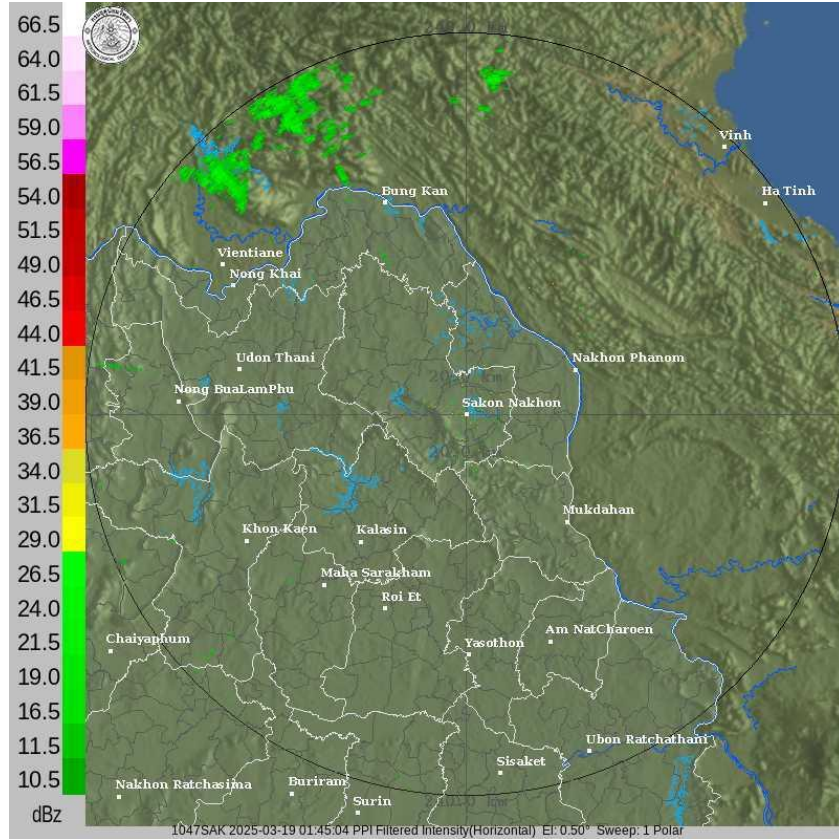 66.5
64.0
61.5
59.0
56.5
54.0
51.5
49.0
46.5
44.0
41.5
39.0
36.5
34.0
31.5
29.0
26.5
24.0
21.5
19.0
16.5
11.5
10.5
dBz
Vinh
Ha Tinh
Bung Kan
Vientiane
Nong Khai
Udon Thani
Nakhon Phanom
Nong BuaLamPhu
Sakon Nakhon
Mukdahan
Khon Kaen
Kalasin
Maha Sarakham
Roi Et
Chaiyaphum
Yasothon
Am NatCharoen
Ubon Ratchathani
Sisaket
Nakhon Ratchasima
Buriram
Surin
1047SAK 2025-03-19 01:45:04 PPI Filtered Intensity(Horizontal) El: 0.50° Sweep: 1 Polar